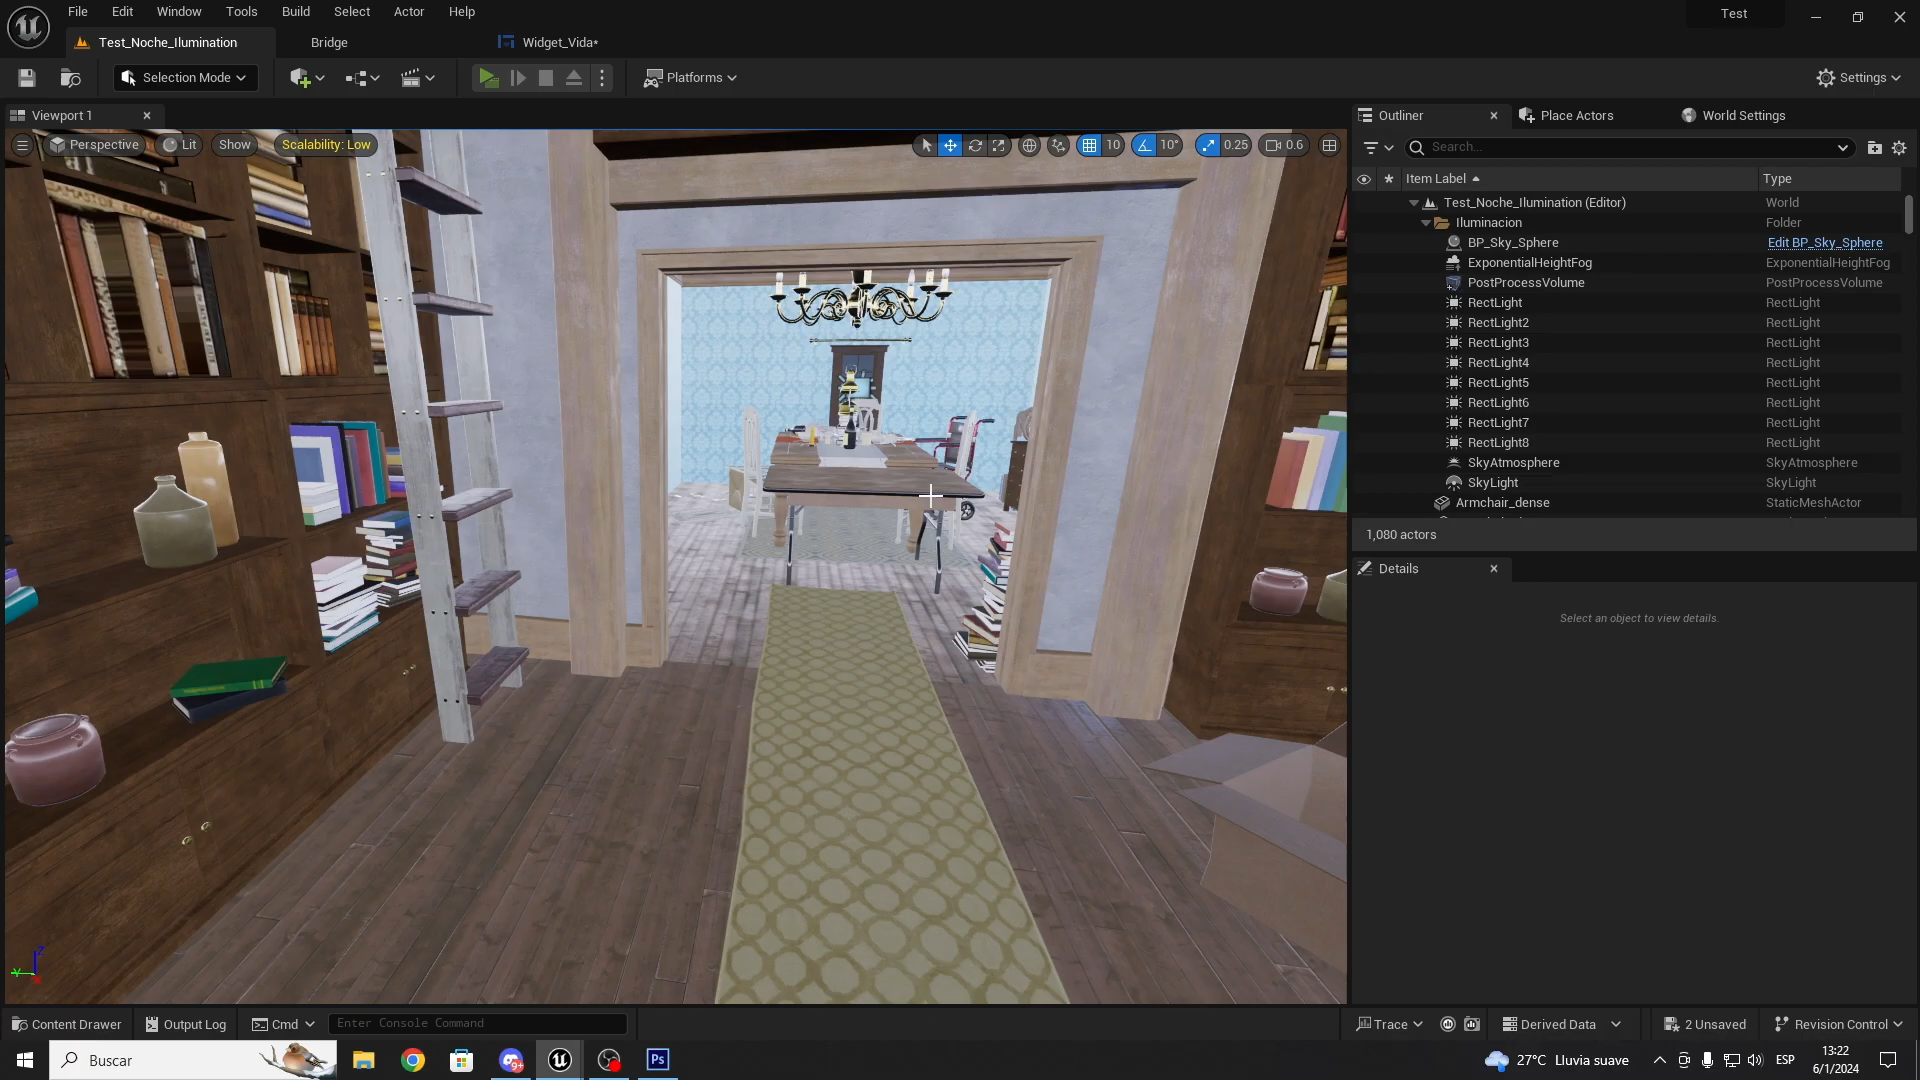 File Edit Window Tools Build Select Actor Help
Test
Test_Noche_Ilumination
Bridge
Widget_Vida*
Selection Mode
Platforms
Settings
Viewport 1
Perspective
Lit
Show
Scalability: Low
10
10°
0.25
0.6
Outliner
Place Actors
World Settings
Search...
Item Label
Type
Test_Noche_Ilumination (Editor) World
Iluminacion Folder
BP_Sky_Sphere Edit BP_Sky_Sphere
ExponentialHeightFog ExponentialHeightFog
PostProcessVolume PostProcessVolume
RectLight RectLight
RectLight2 RectLight
RectLight3 RectLight
RectLight4 RectLight
RectLight5 RectLight
RectLight6 RectLight
RectLight7 RectLight
RectLight8 RectLight
SkyAtmosphere SkyAtmosphere
SkyLight SkyLight
Armchair_dense StaticMeshActor
1,080 actors
Details
Select an object to view details.
Content Drawer
Output Log
Cmd
Enter Console Command
Trace
Derived Data
2 Unsaved
Revision Control
Buscar
9+
Ps
27°C Lluvia suave
ESP
13:22
6/1/2024